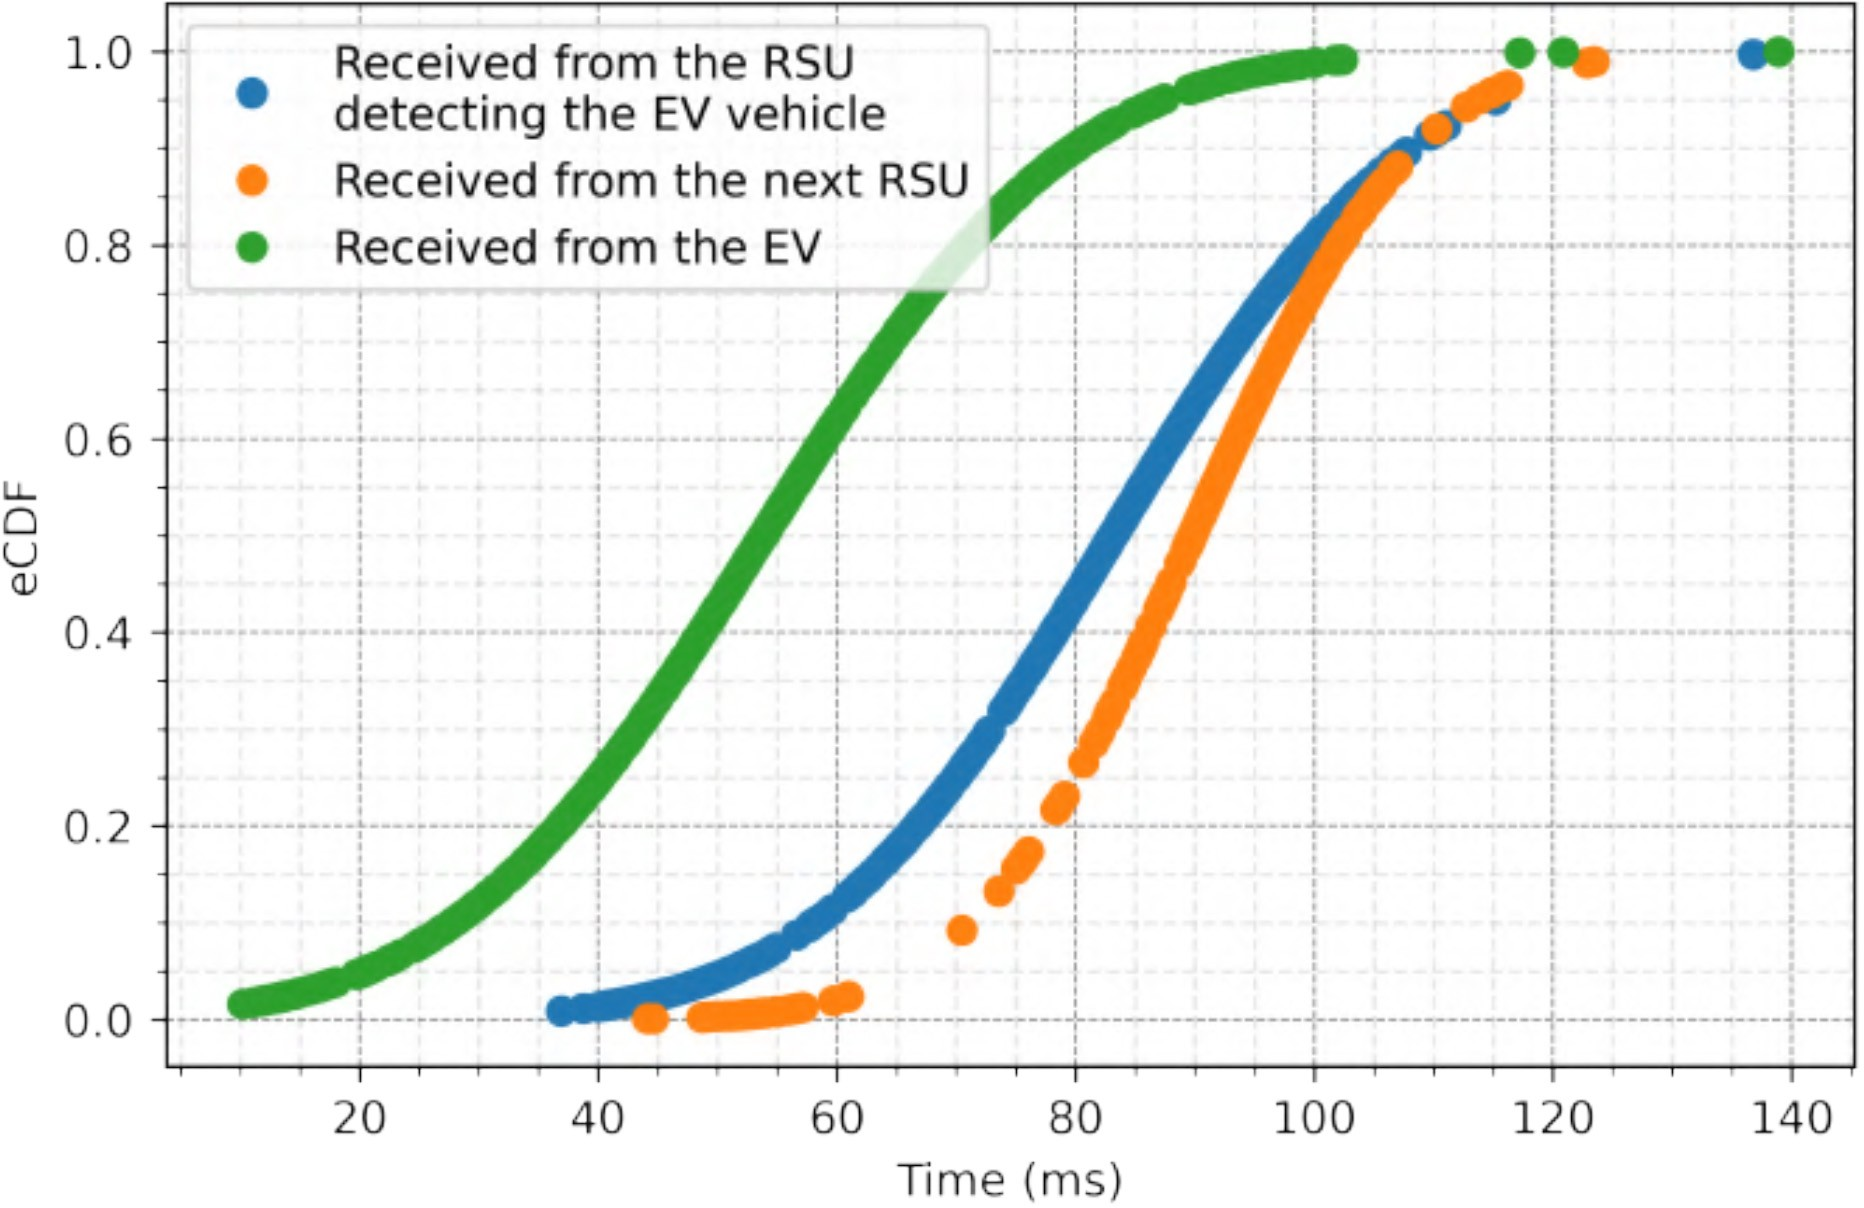 1.0
0.8
0.6
0.4
0.2
0.0
eCDF
Received from the RSU
detecting the EV vehicle
Received from the next RSU
Received from the EV
20 40 60 80 100 120 140
Time (ms)